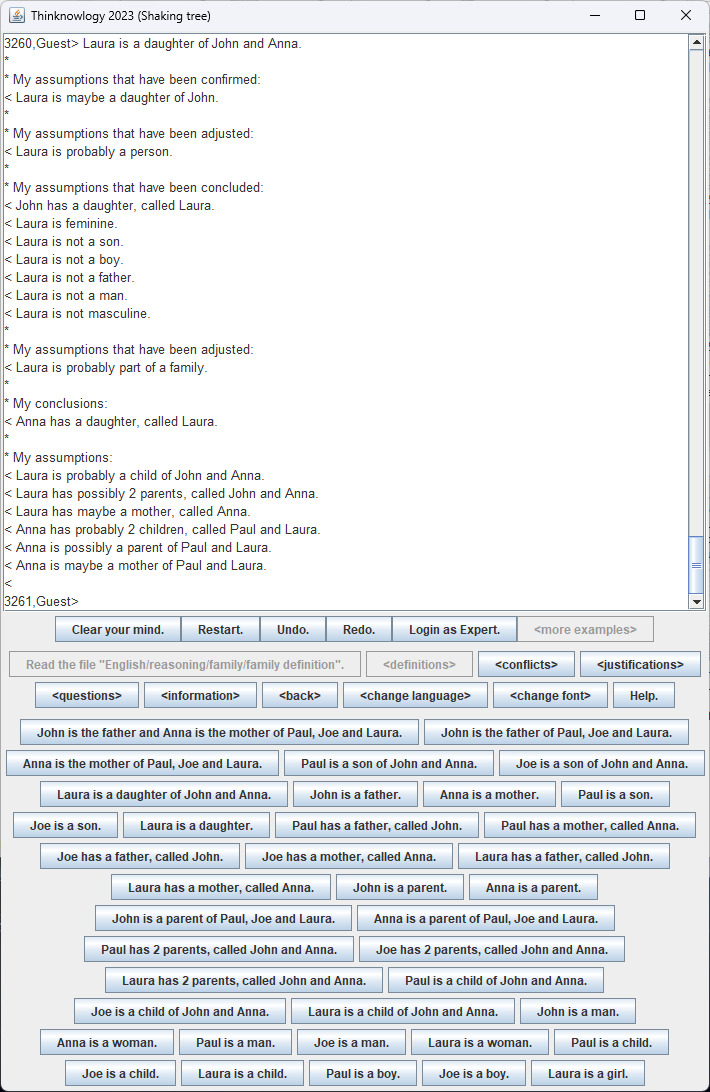 Thinknowlogy 2023 (Shaking tree)
3260,Guest> Laura is a daughter of John and Anna.
*
* My assumptions that have been confirmed:
< Laura is maybe a daughter of John.
*
* My assumptions that have been adjusted:
< Laura is probably a person.
*
* My assumptions that have been concluded:
< John has a daughter, called Laura.
< Laura is feminine.
< Laura is not a son.
< Laura is not a boy.
< Laura is not a father.
< Laura is not a man.
< Laura is not masculine.
*
* My assumptions that have been adjusted:
< Laura is probably part of a family.
*
* My conclusions:
< Anna has a daughter, called Laura.
*
* My assumptions:
< Laura is probably a child of John and Anna.
< Laura has possibly 2 parents, called John and Anna.
< Laura has maybe a mother, called Anna.
< Anna has probably 2 children, called Paul and Laura.
< Anna is possibly a parent of Paul and Laura.
< Anna is maybe a mother of Paul and Laura.
<
3261,Guest>
Clear your mind. Restart. Undo. Redo. Login as Expert. <more examples>
Read the file "English/reasoning/family/family definition". <definitions> <conflicts> <justifications>
<questions> <information> <back> <change language> <change font> Help.
John is the father and Anna is the mother of Paul, Joe and Laura. John is the father of Paul, Joe and Laura.
Anna is the mother of Paul, Joe and Laura. Paul is a son of John and Anna. Joe is a son of John and Anna.
Laura is a daughter of John and Anna. John is a father. Anna is a mother. Paul is a son.
Joe is a son. Laura is a daughter. Paul has a father, called John. Paul has a mother, called Anna.
Joe has a father, called John. Joe has a mother, called Anna. Laura has a father, called John.
Laura has a mother, called Anna. John is a parent. Anna is a parent.
John is a parent of Paul, Joe and Laura. Anna is a parent of Paul, Joe and Laura.
Paul has 2 parents, called John and Anna. Joe has 2 parents, called John and Anna.
Laura has 2 parents, called John and Anna. Paul is a child of John and Anna.
Joe is a child of John and Anna. Laura is a child of John and Anna. John is a man.
Anna is a woman. Paul is a man. Joe is a man. Laura is a woman. Paul is a child.
Joe is a child. Laura is a child. Paul is a boy. Joe is a boy. Laura is a girl.